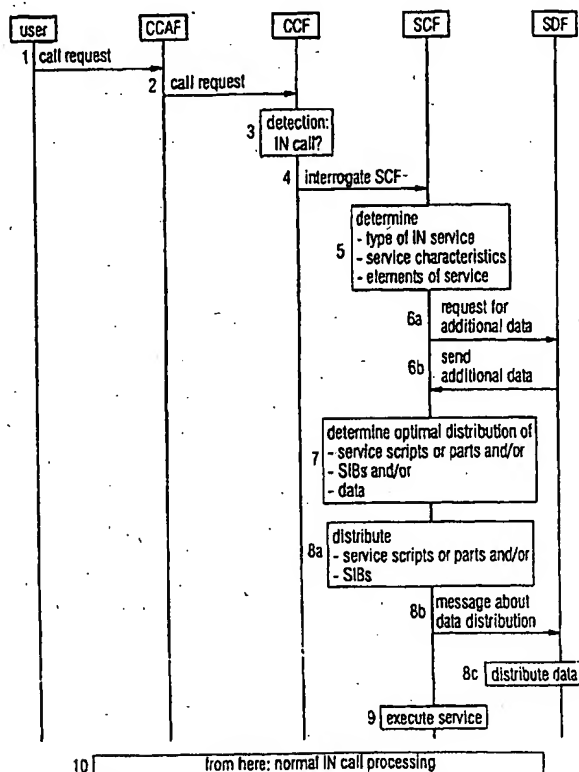 user CCAF CCF SCF SDF
1 call request
2 call request
3 detection:
IN call?
4 interrogate SCF
determine
- type of IN service
5 - service characteristics
- elements of service
6a request for
additional data
6b send
additional data
determine optimal distribution of
7 - service scripts or parts and/or
- SIBs and/or
- data
8a distribute
- service scripts or parts and/or
- SIBs
8b message about
data distribution
8c distribute data
9 execute service
10 from here: normal IN call processing